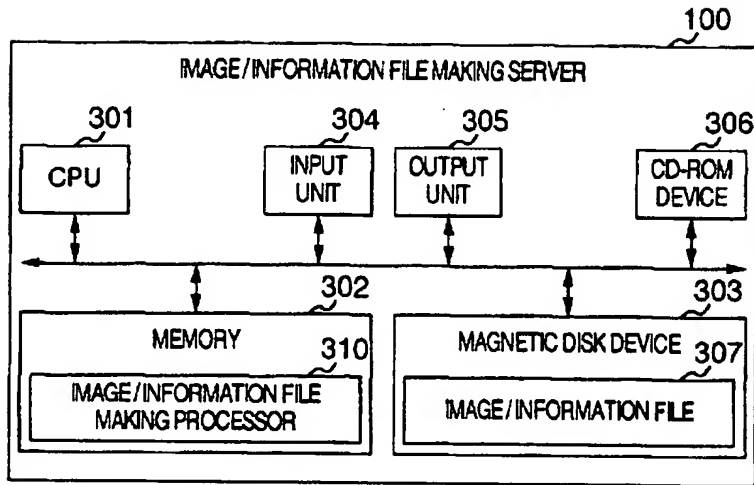 100
IMAGE/INFORMATION FILE MAKING SERVER
301
304
305
306
CPU
INPUT
UNIT
OUTPUT
UNIT
CD-ROM
DEVICE
302
303
MEMORY
MAGNETIC DISK DEVICE
310
307
IMAGE/INFORMATION FILE
MAKING PROCESSOR
IMAGE/INFORMATION FILE